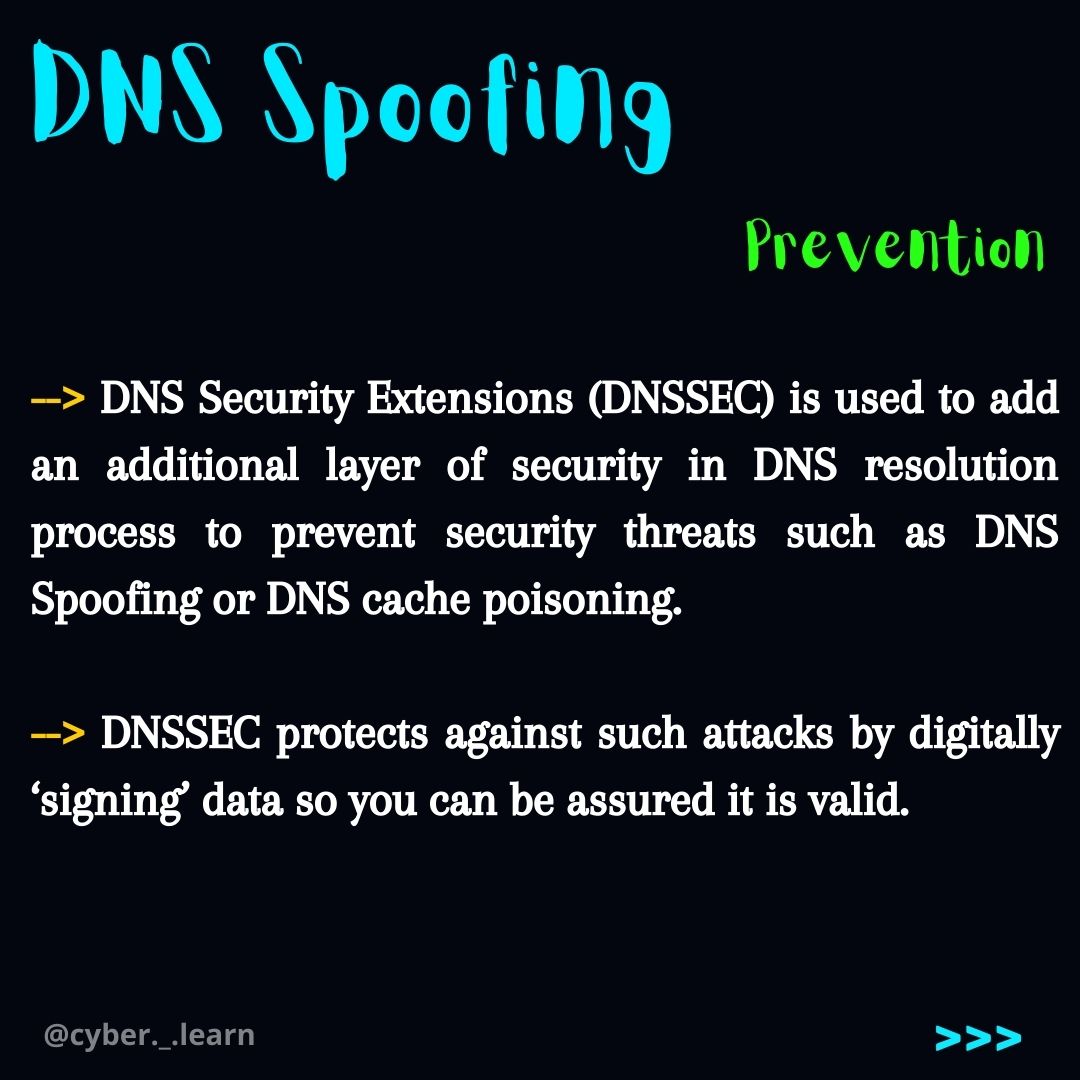 DNS Spoofing
Prevention
--> DNS Security Extensions (DNSSEC) is used to add
an additional layer of security in DNS resolution
process to prevent security threats such as DNS
Spoofing or DNS cache poisoning.
--> DNSSEC protects against such attacks by digitally
‘signing’ data so you can be assured it is valid.
@cyber._.learn
>>>